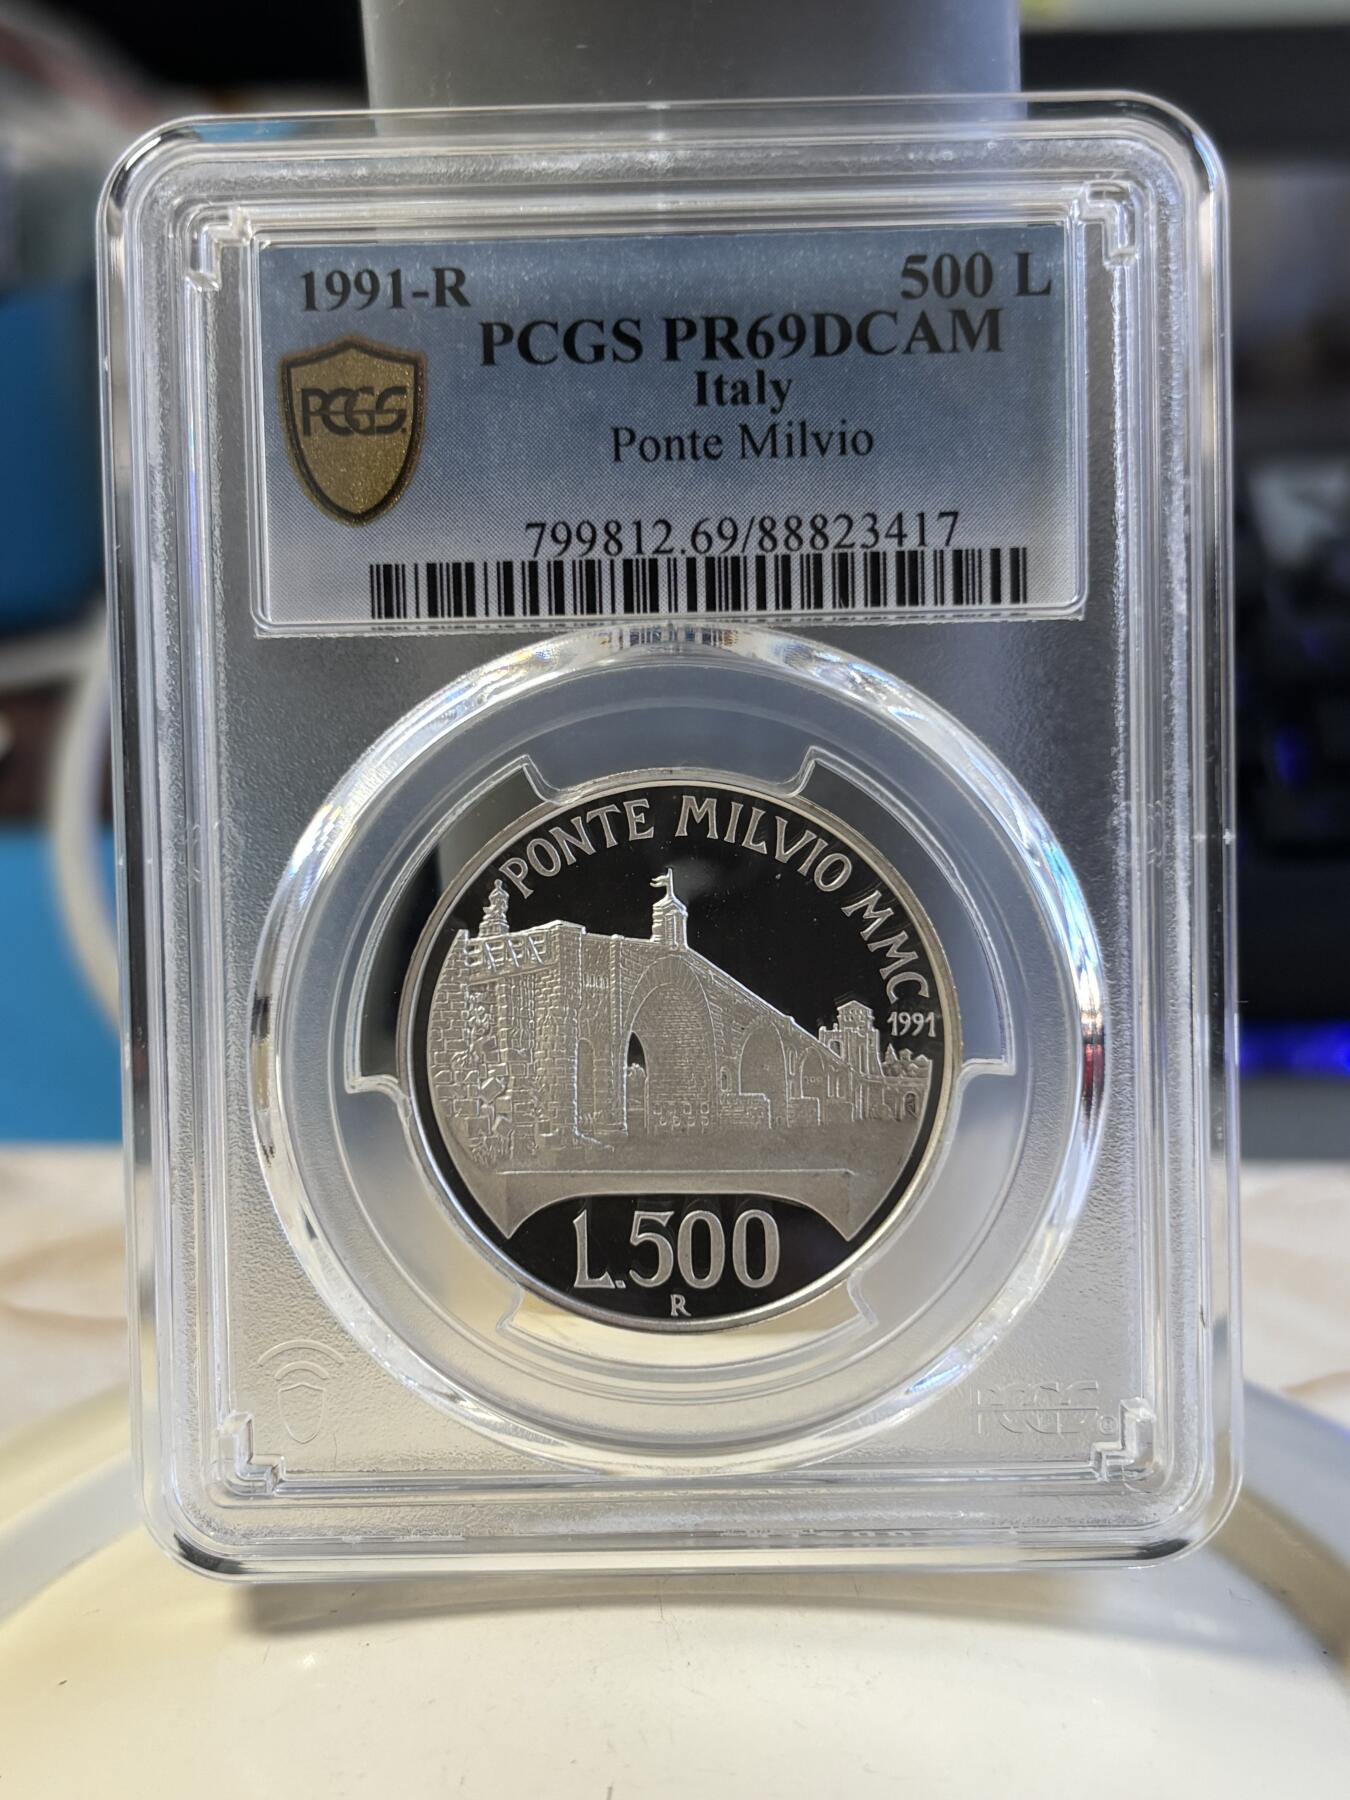 1991-R
500 L
PCGS PR69DCAM
Italy
Ponte Milvio
PCGS
799812.69/88823417
PONTE MILVIO MMC
1991
L.500
R
PCGS